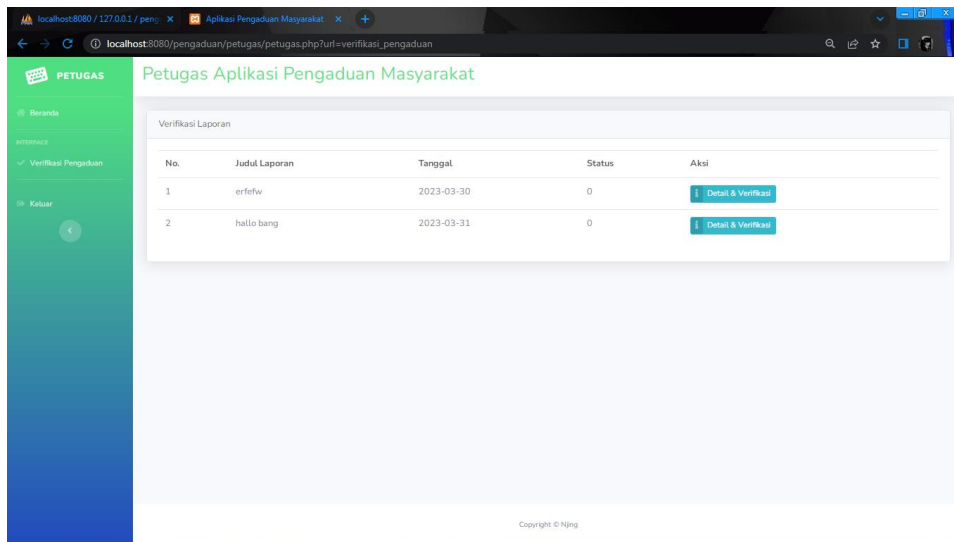 localhost:8080 / 127.0.0.1 / peng
Aplikasi Pengaduan Masyarakat
localhost:8080/pengaduan/petugas/petugas.php?url=verifikasi_pengaduan
PETUGAS
Petugas Aplikasi Pengaduan Masyarakat
Beranda
INTERFACE
Verifikasi Pengaduan
Keluar
Verifikasi Laporan
No. Judul Laporan Tanggal Status Aksi
1 erfefw 2023-03-30 0 Detail & Verifikasi
2 hallo bang 2023-03-31 0 Detail & Verifikasi
Copyright © Njing